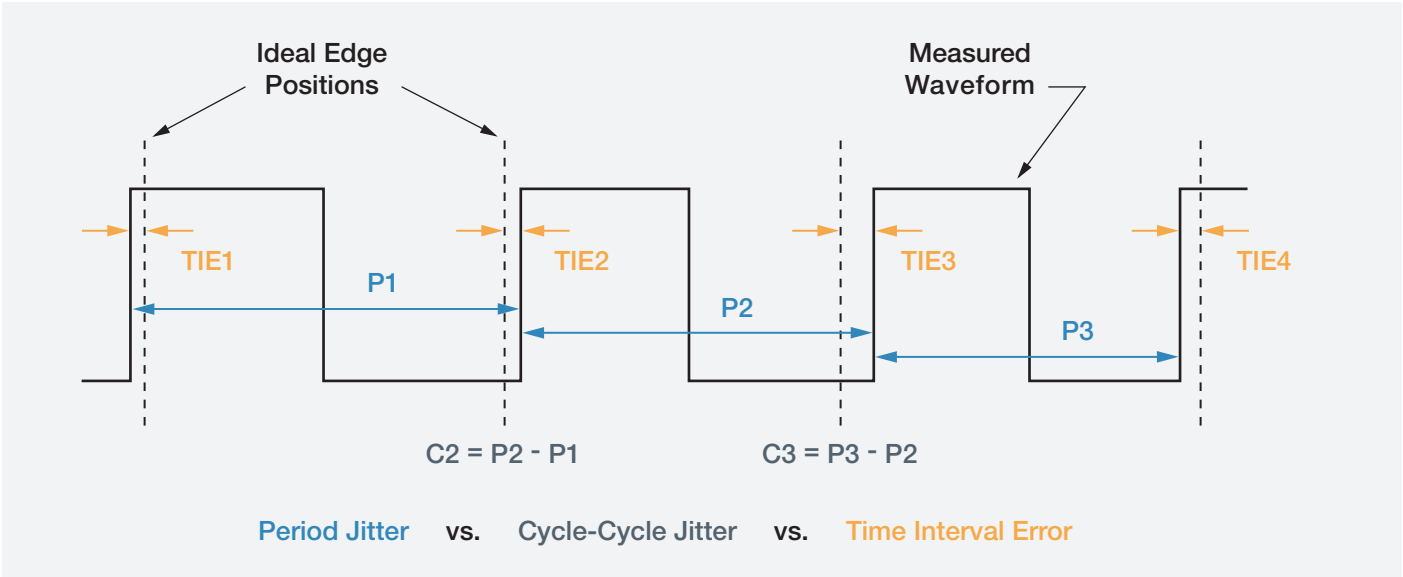 Ideal Edge
Positions
Measured
Waveform
TIE1
TIE2
TIE3
TIE4
P1
P2
P3
C2 = P2 - P1
C3 = P3 - P2
Period Jitter vs. Cycle-Cycle Jitter vs. Time Interval Error